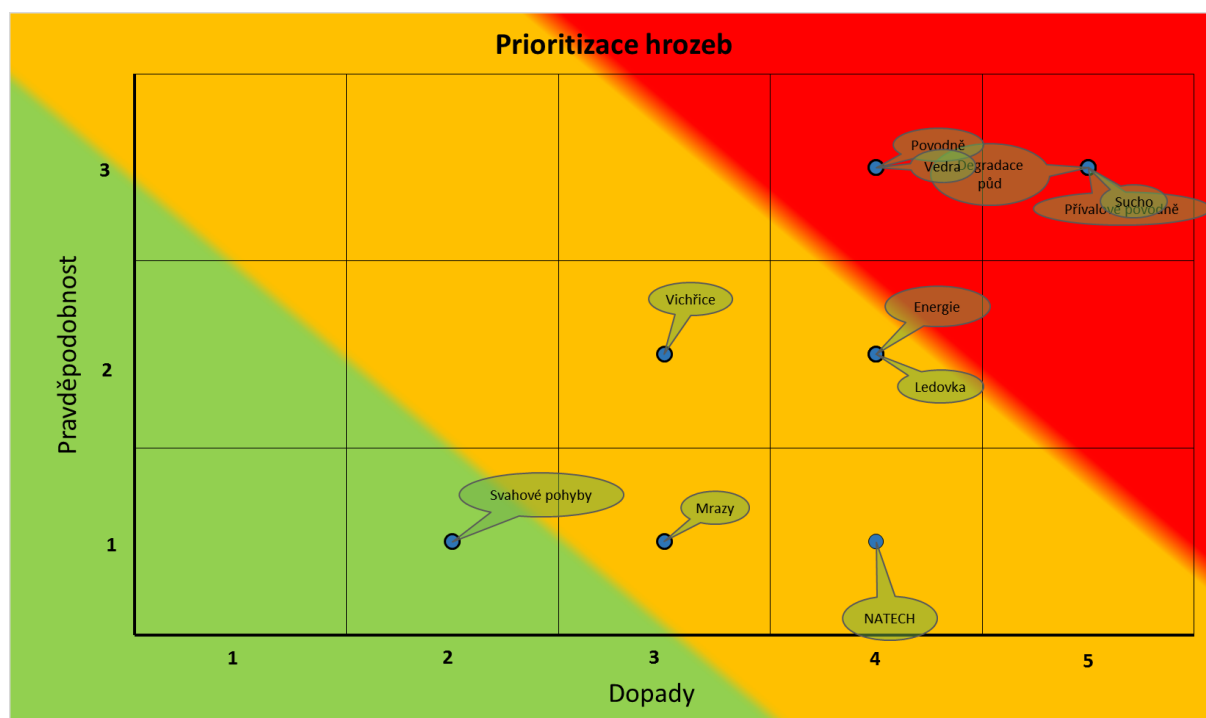 Prioritizace hrozeb
Pravděpodobnost
3
2
1
Povodně
Vedra
Degradace
půd
Sucho
Přívalové povodně
Vichřice
Energie
Ledovka
Svahové pohyby
Mrazy
NATECH
1
2
3
4
5
Dopady